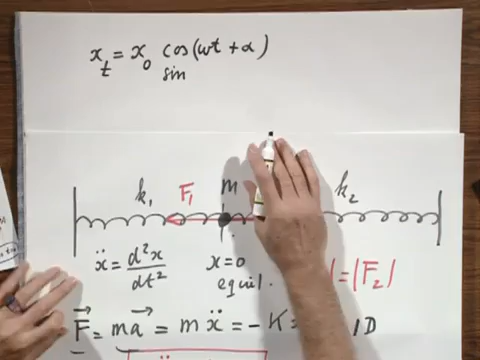 x_t = x_0 cos(ωt + α)
sin
k_1 F_1 m k_2
ẍ = d²x/dt² x=0 |=|F_2|
equil.
F⃗ = ma⃗ = mẍ = -K= 1D